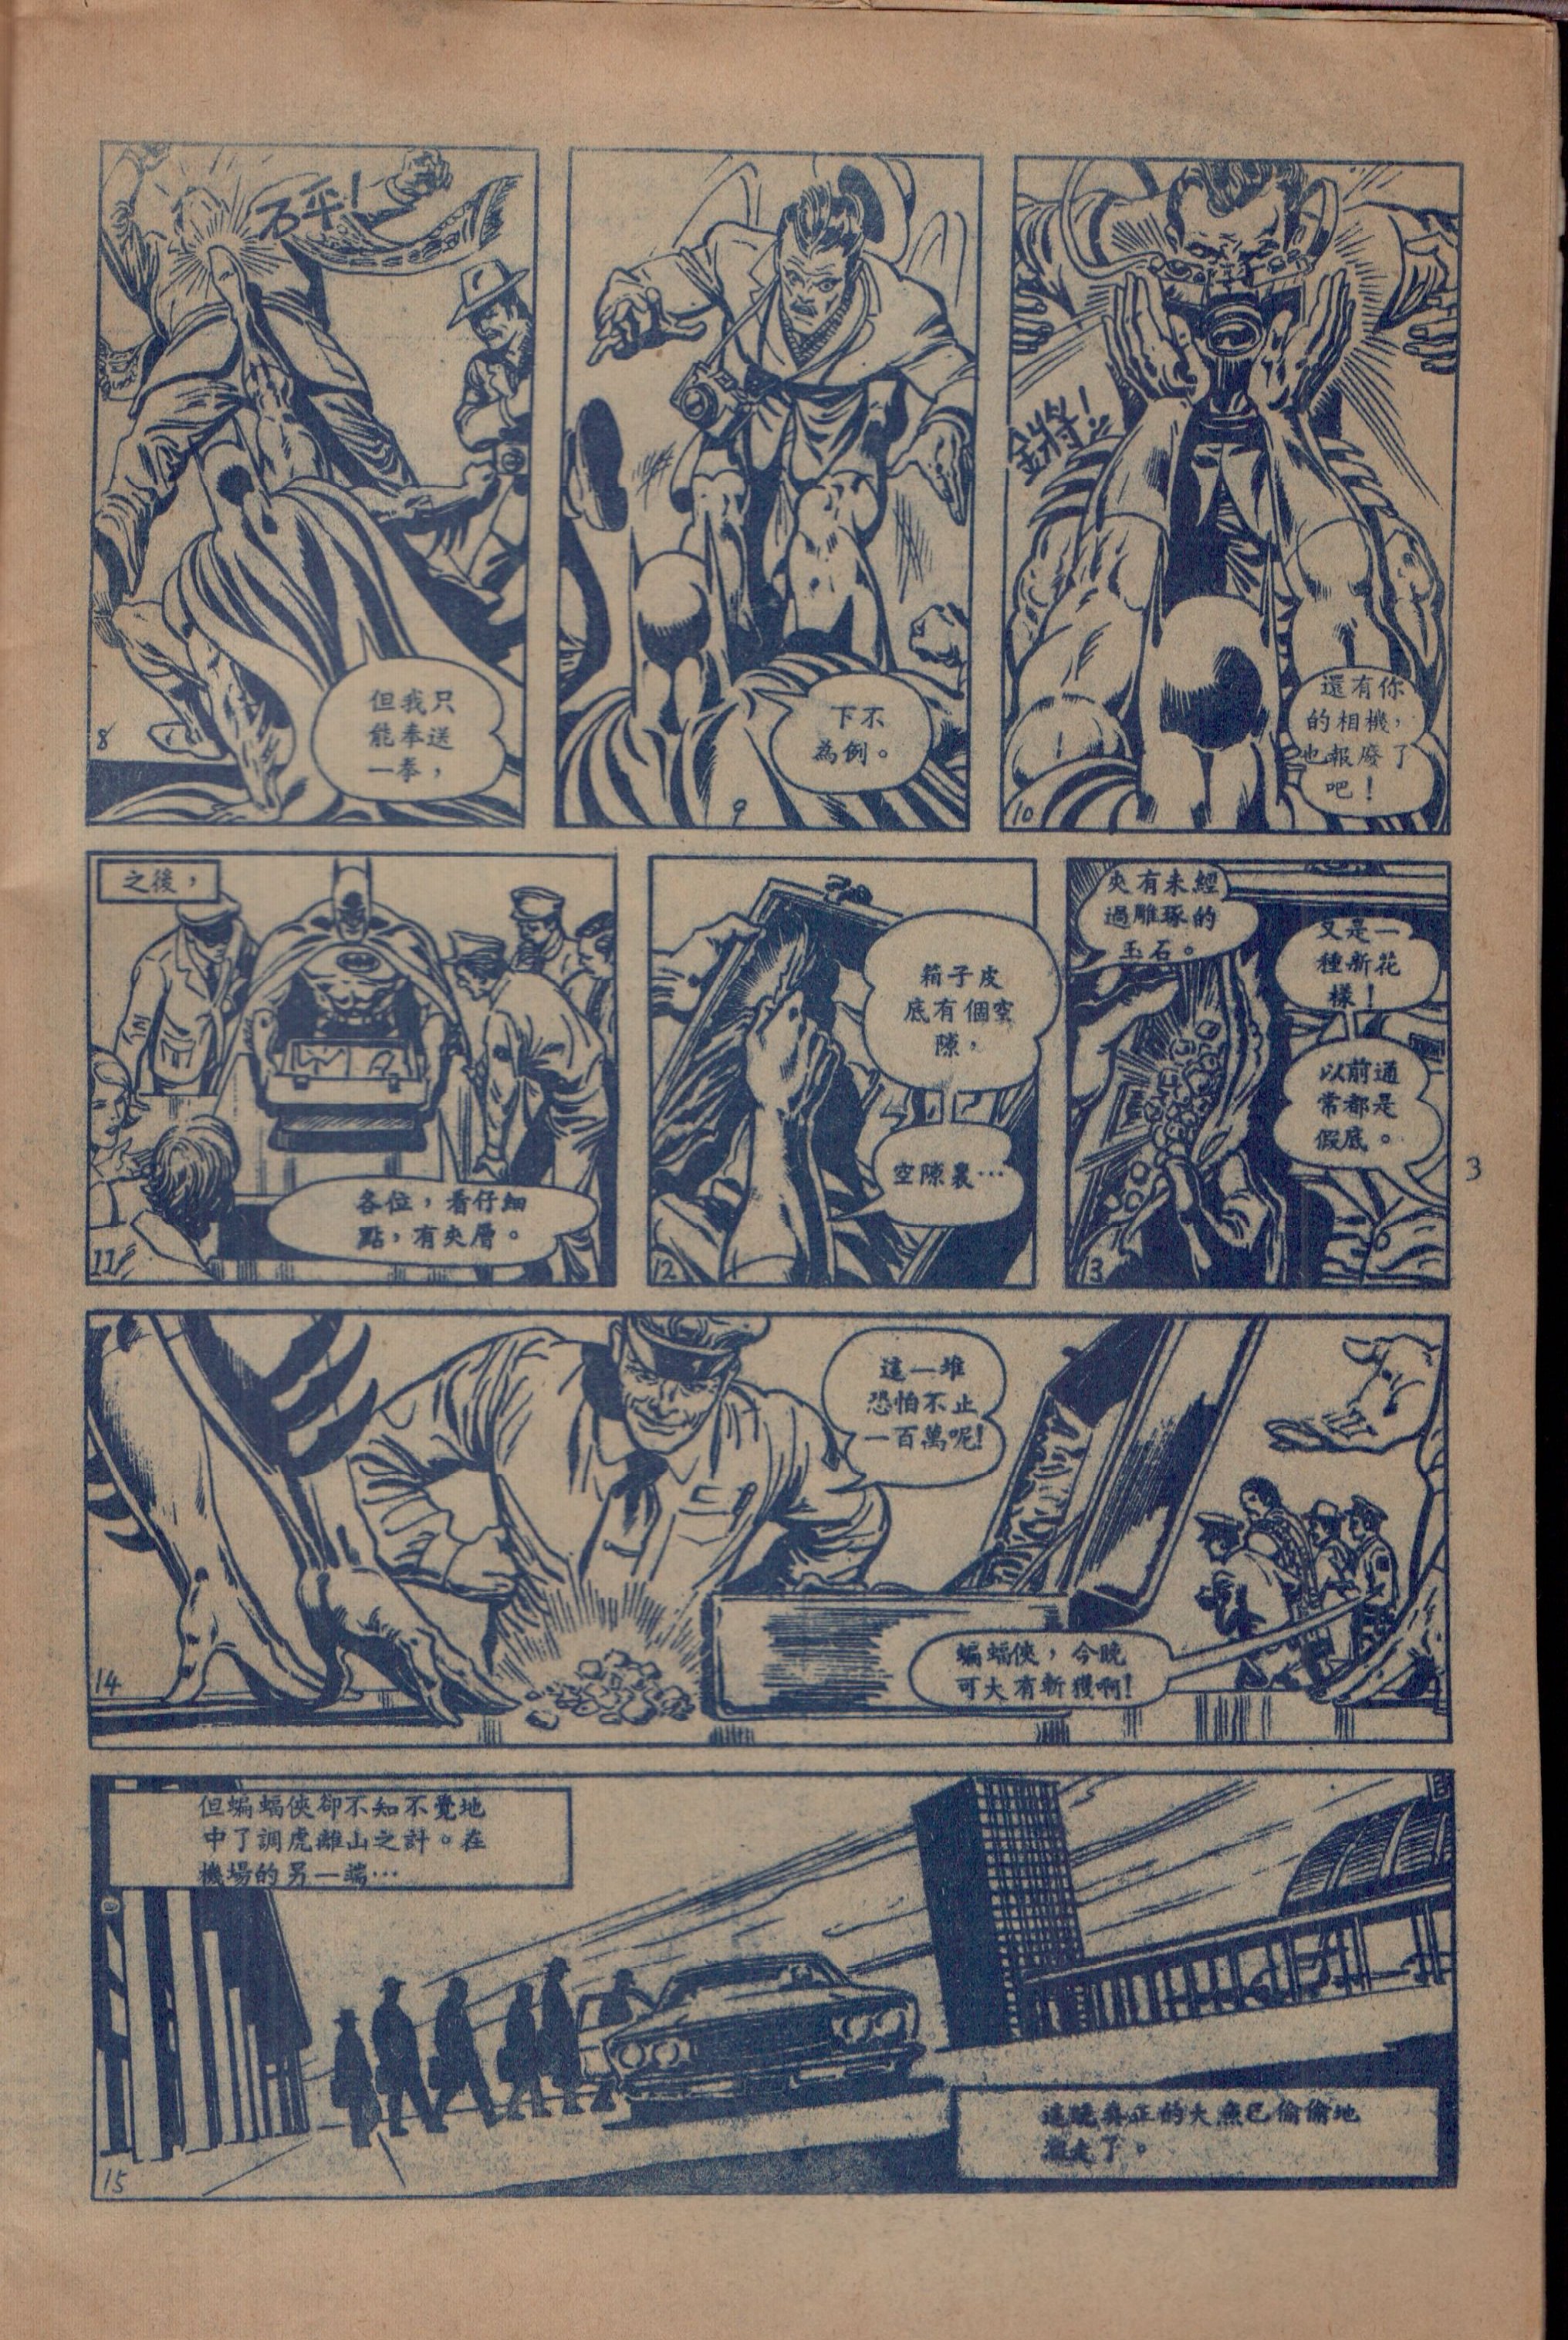 砰!
但我只
能奉送
一拳，
8
下不
為例。
9
鏘!
還有你
的相機，
也報廢了
吧!
10
之後，
各位，看仔細
點，有夾層。
11
箱子皮
底有個空
隙，
空隙裏…
12
夾有未經
過雕琢的
玉石。
又是一
種新花
樣!
以前通
常都是
假底。
13
3
這一堆
恐怕不止
一百萬呢!
蝙蝠俠，今晚
可大有斬獲啊!
14
但蝙蝠俠卻不知不覺地
中了調虎離山之計。在
機場的另一端…
這晚真正的大魚已偷偷地
溜走了。
15